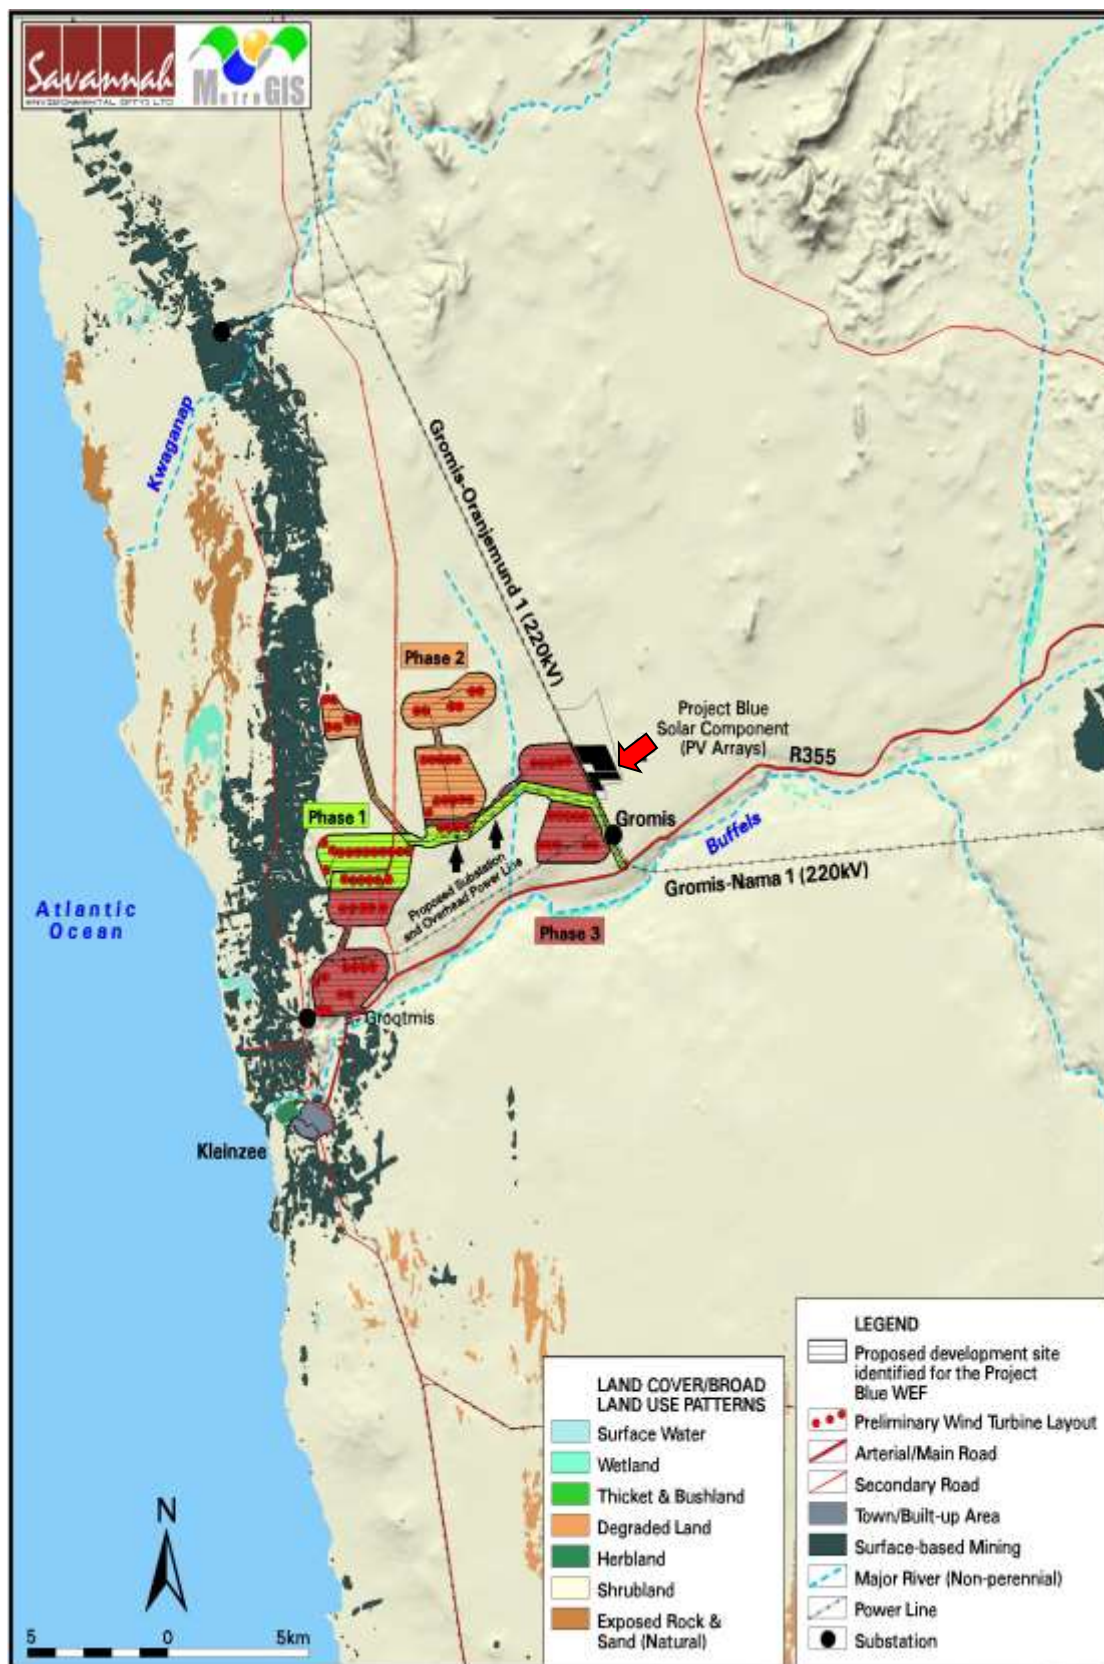 Savannah
ENVIRONMENTAL (PTY) LTD
MetroGIS
Kwaganap
Gromis-Oranjemund 1 (220kV)
Phase 2
Project Blue
Solar Component
(PV Arrays)
R355
Phase 1
Gromis
Buffels
Gromis-Nama 1 (220kV)
Proposed Substation
and Overhead Power Line
Atlantic
Ocean
Phase 3
Groqtmis
Kleinzee
N
5 0 5km
LAND COVER/BROAD
LAND USE PATTERNS
Surface Water
Wetland
Thicket & Bushland
Degraded Land
Herbland
Shrubland
Exposed Rock &
Sand (Natural)
LEGEND
Proposed development site
identified for the Project
Blue WEF
Preliminary Wind Turbine Layout
Arterial/Main Road
Secondary Road
Town/Built-up Area
Surface-based Mining
Major River (Non-perennial)
Power Line
Substation